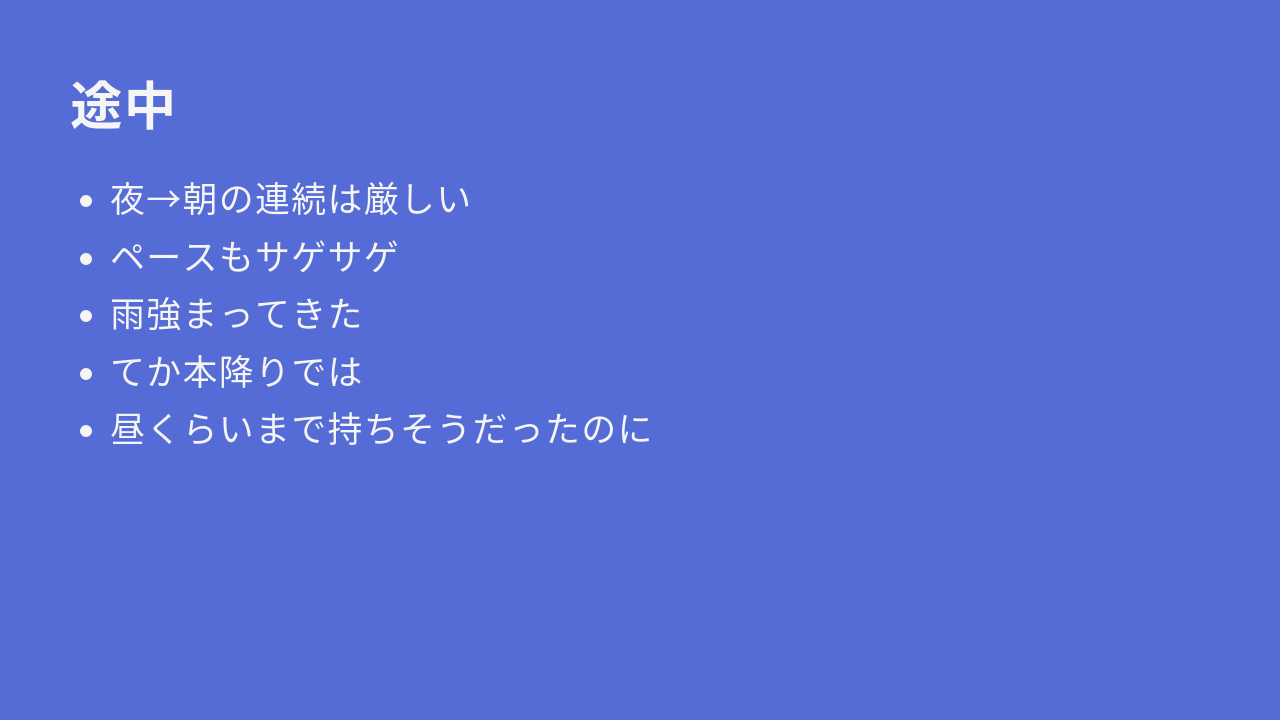 途中
• 夜→朝の連続は厳しい
• ペースもサゲサゲ
• 雨強まってきた
• てか本降りでは
• 昼くらいまで持ちそうだったのに